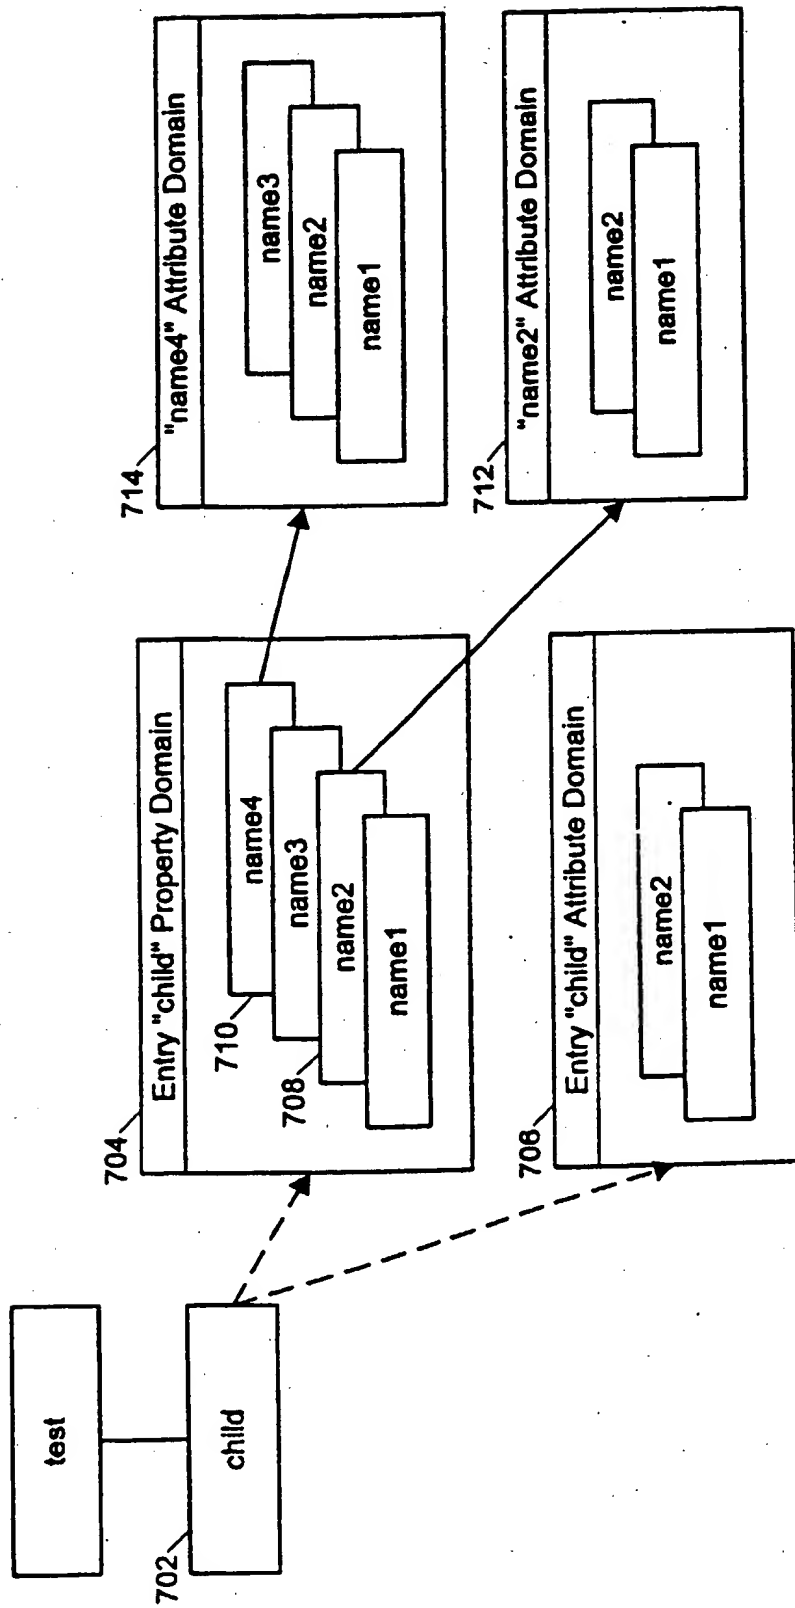 test
702
child
704
Entry "child" Property Domain
710
name4
name3
708
name2
name1
706
Entry "child" Attribute Domain
name2
name1
714
"name4" Attribute Domain
name3
name2
name1
712
"name2" Attribute Domain
name2
name1